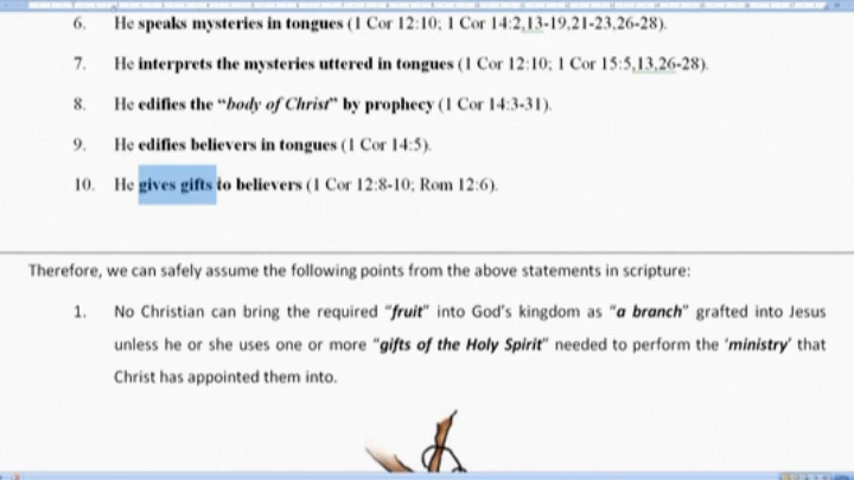 6. He speaks mysteries in tongues (1 Cor 12:10; 1 Cor 14:2,13-19,21-23,26-28).
7. He interprets the mysteries uttered in tongues (1 Cor 12:10; 1 Cor 15:5,13,26-28).
8. He edifies the “body of Christ” by prophecy (1 Cor 14:3-31).
9. He edifies believers in tongues (1 Cor 14:5).
10. He gives gifts to believers (1 Cor 12:8-10; Rom 12:6).
Therefore, we can safely assume the following points from the above statements in scripture:
1. No Christian can bring the required “fruit” into God’s kingdom as “a branch” grafted into Jesus
unless he or she uses one or more “gifts of the Holy Spirit” needed to perform the ‘ministry’ that
Christ has appointed them into.